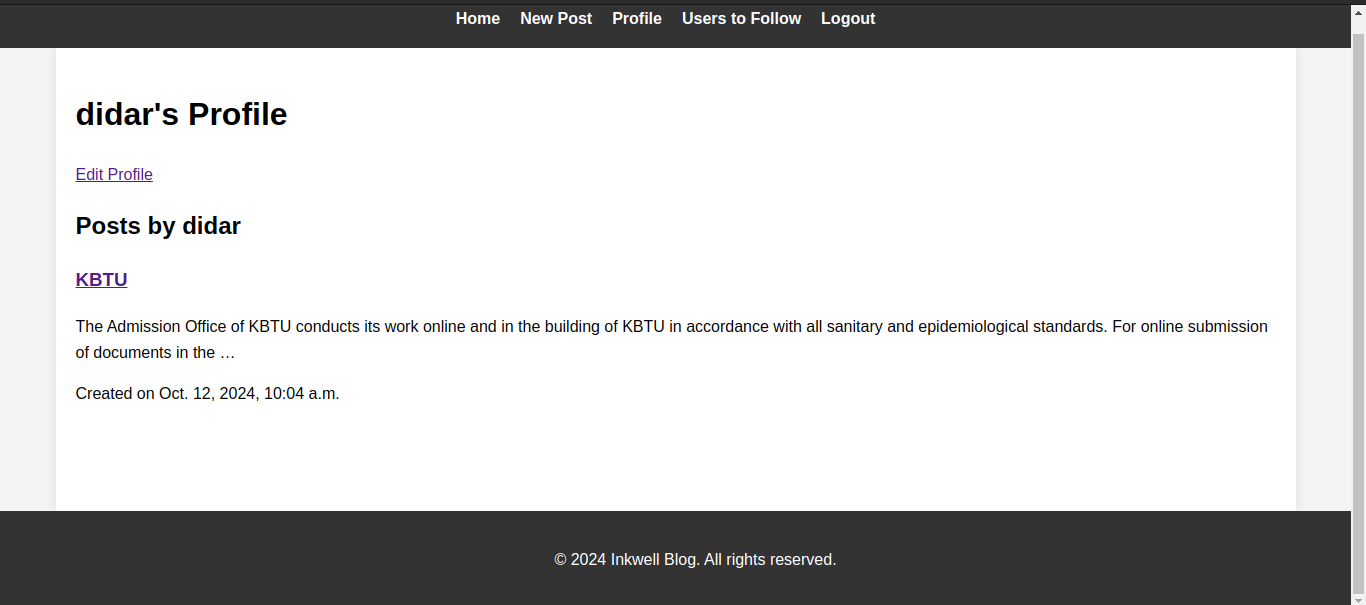 Home New Post Profile Users to Follow Logout
didar's Profile
Edit Profile
Posts by didar
KBTU
The Admission Office of KBTU conducts its work online and in the building of KBTU in accordance with all sanitary and epidemiological standards. For online submission
of documents in the …
Created on Oct. 12, 2024, 10:04 a.m.
© 2024 Inkwell Blog. All rights reserved.